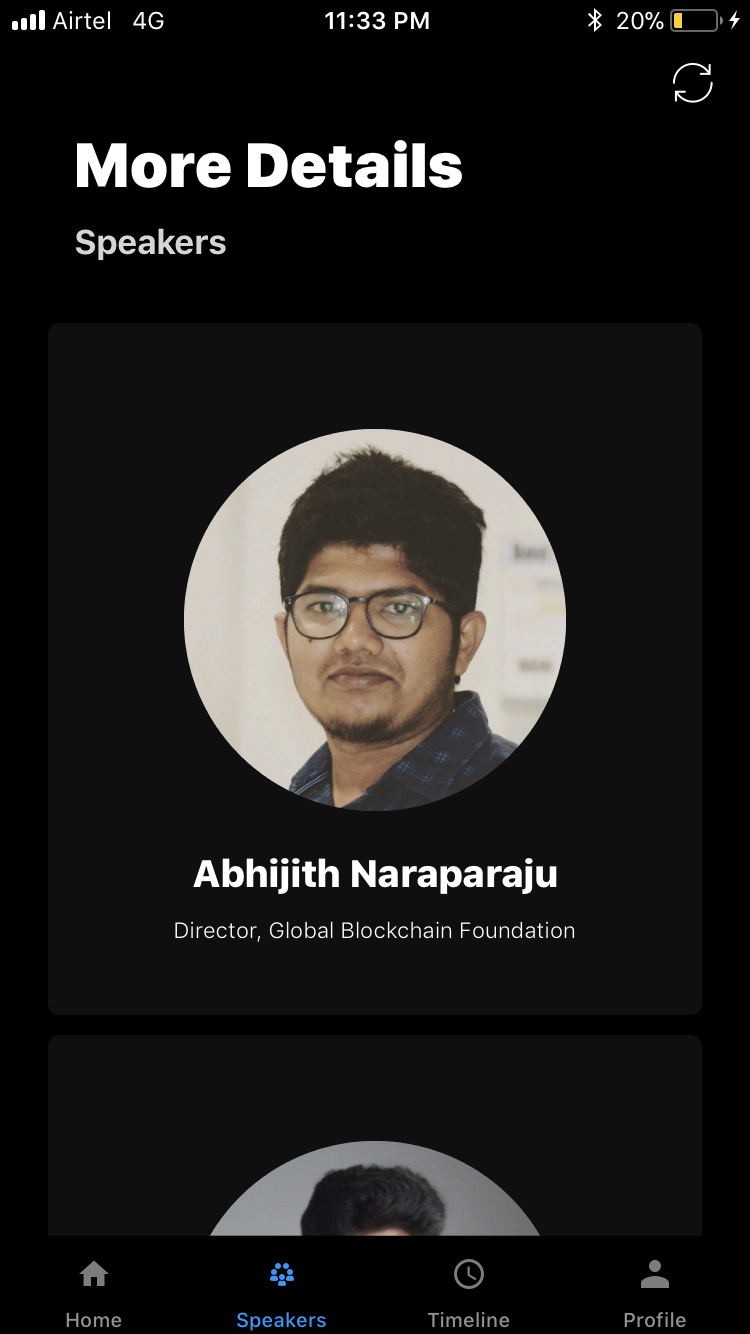 Airtel 4G 11:33 PM 20%
More Details
Speakers
Abhijith Naraparaju
Director, Global Blockchain Foundation
Home Speakers Timeline Profile